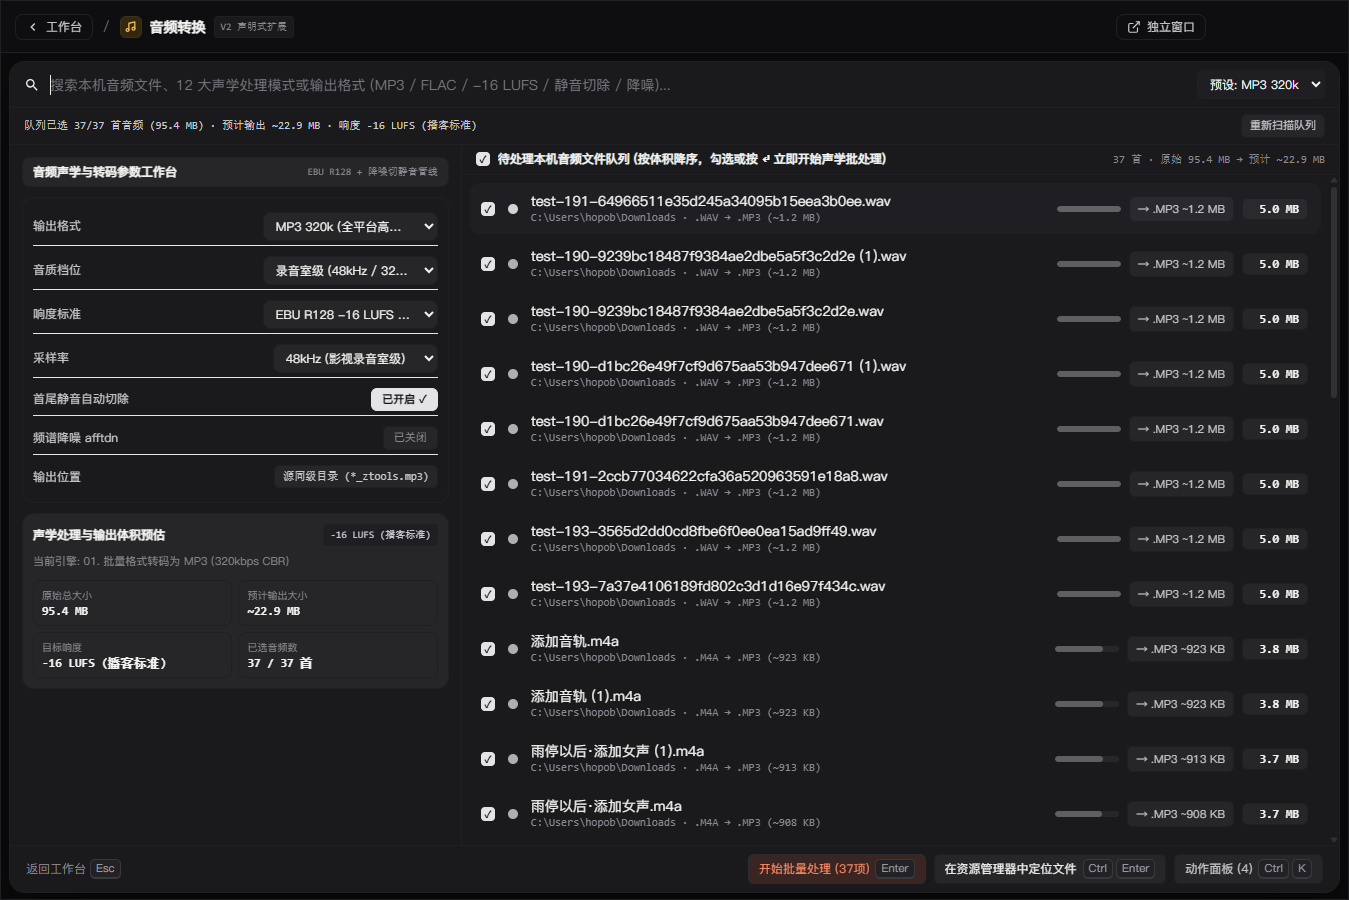 工作台 / 音频转换 V2 声明式扩展 独立窗口
搜索本机音频文件、12 大声学处理模式或输出格式 (MP3 / FLAC / -16 LUFS / 静音切除 / 降噪)... 预设: MP3 320k
队列已选 37/37 首音频 (95.4 MB) · 预计输出 ~22.9 MB · 响度 -16 LUFS (播客标准) 重新扫描队列
音频声学与转码参数工作台 EBU R128 + 降噪切静音管线
输出格式 MP3 320k (全平台高...
音质档位 录音室级 (48kHz / 32...
响度标准 EBU R128 -16 LUFS ...
采样率 48kHz (影视录音室级)
首尾静音自动切除 已开启 ✓
频谱降噪 afftdn 已关闭
输出位置 源同级目录 (*_ztools.mp3)
声学处理与输出体积预估 -16 LUFS (播客标准)
当前引擎: 01. 批量格式转码为 MP3 (320kbps CBR)
原始总大小 预计输出大小
95.4 MB ~22.9 MB
目标响度 已选音频数
-16 LUFS (播客标准) 37 / 37 首
待处理本机音频文件队列 (按体积降序，勾选或按 ↵ 立即开始声学批处理) 37 首 · 原始 95.4 MB → 预计 ~22.9 MB
test-191-64966511e35d245a34095b15eea3b0ee.wav → .MP3 ~1.2 MB 5.0 MB
C:\Users\hopob\Downloads · .WAV → .MP3 (~1.2 MB)
test-190-9239bc18487f9384ae2dbe5a5f3c2d2e (1).wav → .MP3 ~1.2 MB 5.0 MB
C:\Users\hopob\Downloads · .WAV → .MP3 (~1.2 MB)
test-190-9239bc18487f9384ae2dbe5a5f3c2d2e.wav → .MP3 ~1.2 MB 5.0 MB
C:\Users\hopob\Downloads · .WAV → .MP3 (~1.2 MB)
test-190-d1bc26e49f7cf9d675aa53b947dee671 (1).wav → .MP3 ~1.2 MB 5.0 MB
C:\Users\hopob\Downloads · .WAV → .MP3 (~1.2 MB)
test-190-d1bc26e49f7cf9d675aa53b947dee671.wav → .MP3 ~1.2 MB 5.0 MB
C:\Users\hopob\Downloads · .WAV → .MP3 (~1.2 MB)
test-191-2ccb77034622cfa36a520963591e18a8.wav → .MP3 ~1.2 MB 5.0 MB
C:\Users\hopob\Downloads · .WAV → .MP3 (~1.2 MB)
test-193-3565d2dd0cd8fbe6f0ee0ea15ad9ff49.wav → .MP3 ~1.2 MB 5.0 MB
C:\Users\hopob\Downloads · .WAV → .MP3 (~1.2 MB)
test-193-7a37e4106189fd802c3d1d16e97f434c.wav → .MP3 ~1.2 MB 5.0 MB
C:\Users\hopob\Downloads · .WAV → .MP3 (~1.2 MB)
添加音轨.m4a → .MP3 ~923 KB 3.8 MB
C:\Users\hopob\Downloads · .M4A → .MP3 (~923 KB)
添加音轨 (1).m4a → .MP3 ~923 KB 3.8 MB
C:\Users\hopob\Downloads · .M4A → .MP3 (~923 KB)
雨停以后·添加女声 (1).m4a → .MP3 ~913 KB 3.7 MB
C:\Users\hopob\Downloads · .M4A → .MP3 (~913 KB)
雨停以后·添加女声.m4a → .MP3 ~908 KB 3.7 MB
C:\Users\hopob\Downloads · .M4A → .MP3 (~908 KB)
返回工作台 Esc 开始批量处理 (37项) Enter 在资源管理器中定位文件 Ctrl Enter 动作面板 (4) Ctrl K